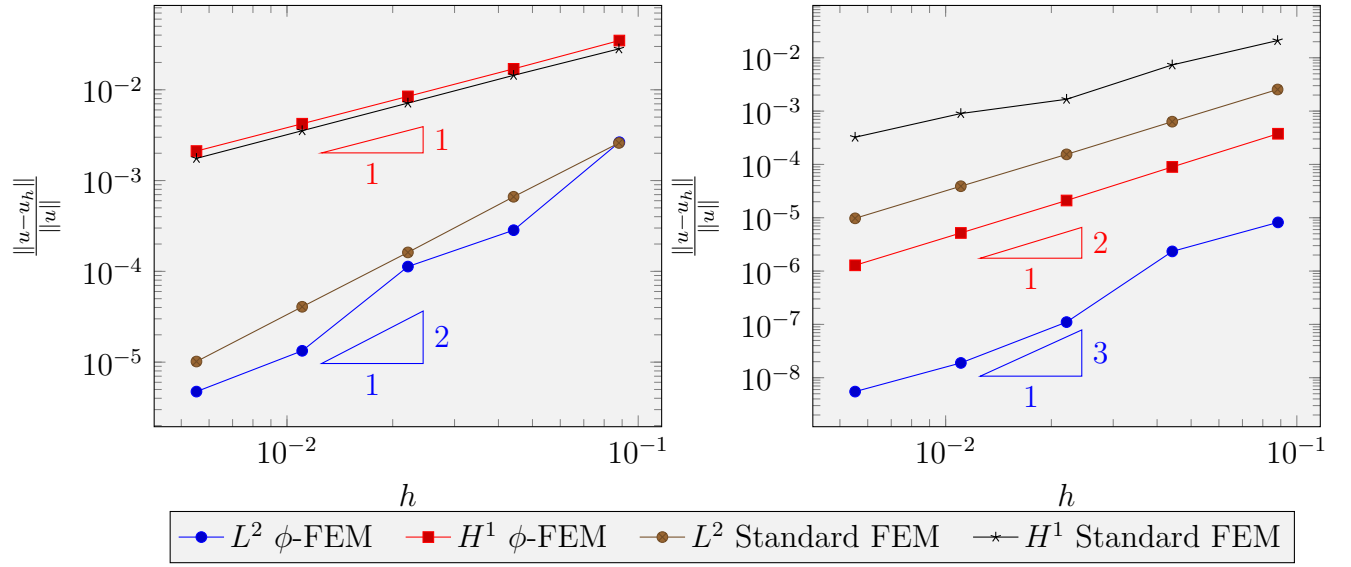 10^{-2}
10^{-3}
10^{-4}
10^{-5}
\frac{||u-u_h||}{||u||}
1
1
2
1
10^{-2}
10^{-1}
h
10^{-2}
10^{-3}
10^{-4}
10^{-5}
10^{-6}
10^{-7}
10^{-8}
\frac{||u-u_h||}{||u||}
2
1
3
1
10^{-2}
10^{-1}
h
L^2 ϕ-FEM
H^1 ϕ-FEM
L^2 Standard FEM
H^1 Standard FEM